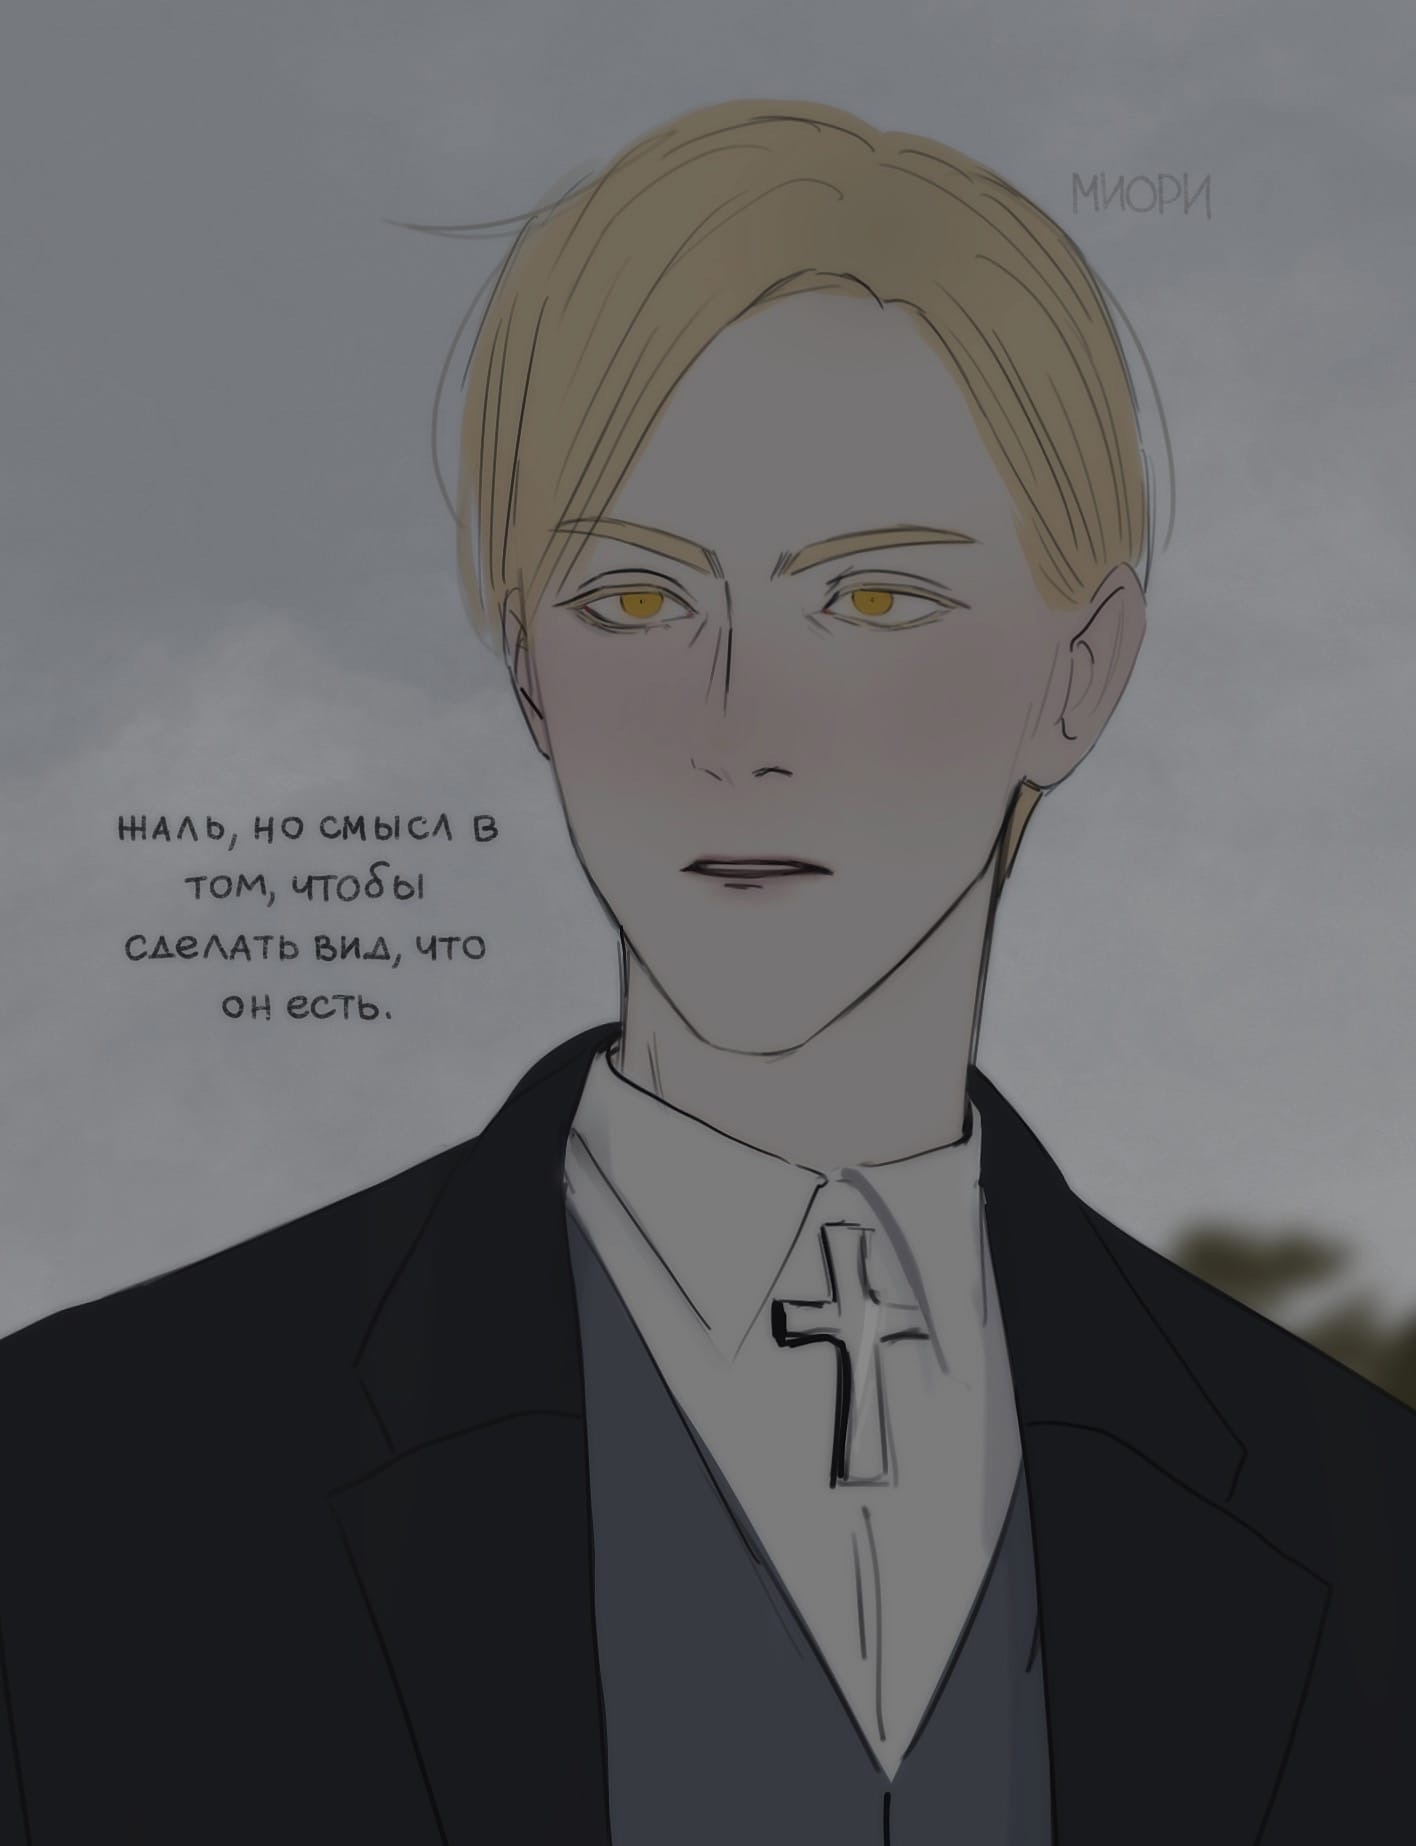 МИОРИ
жаль, но смысл в
том, чтобы
сделать вид, что
он есть.